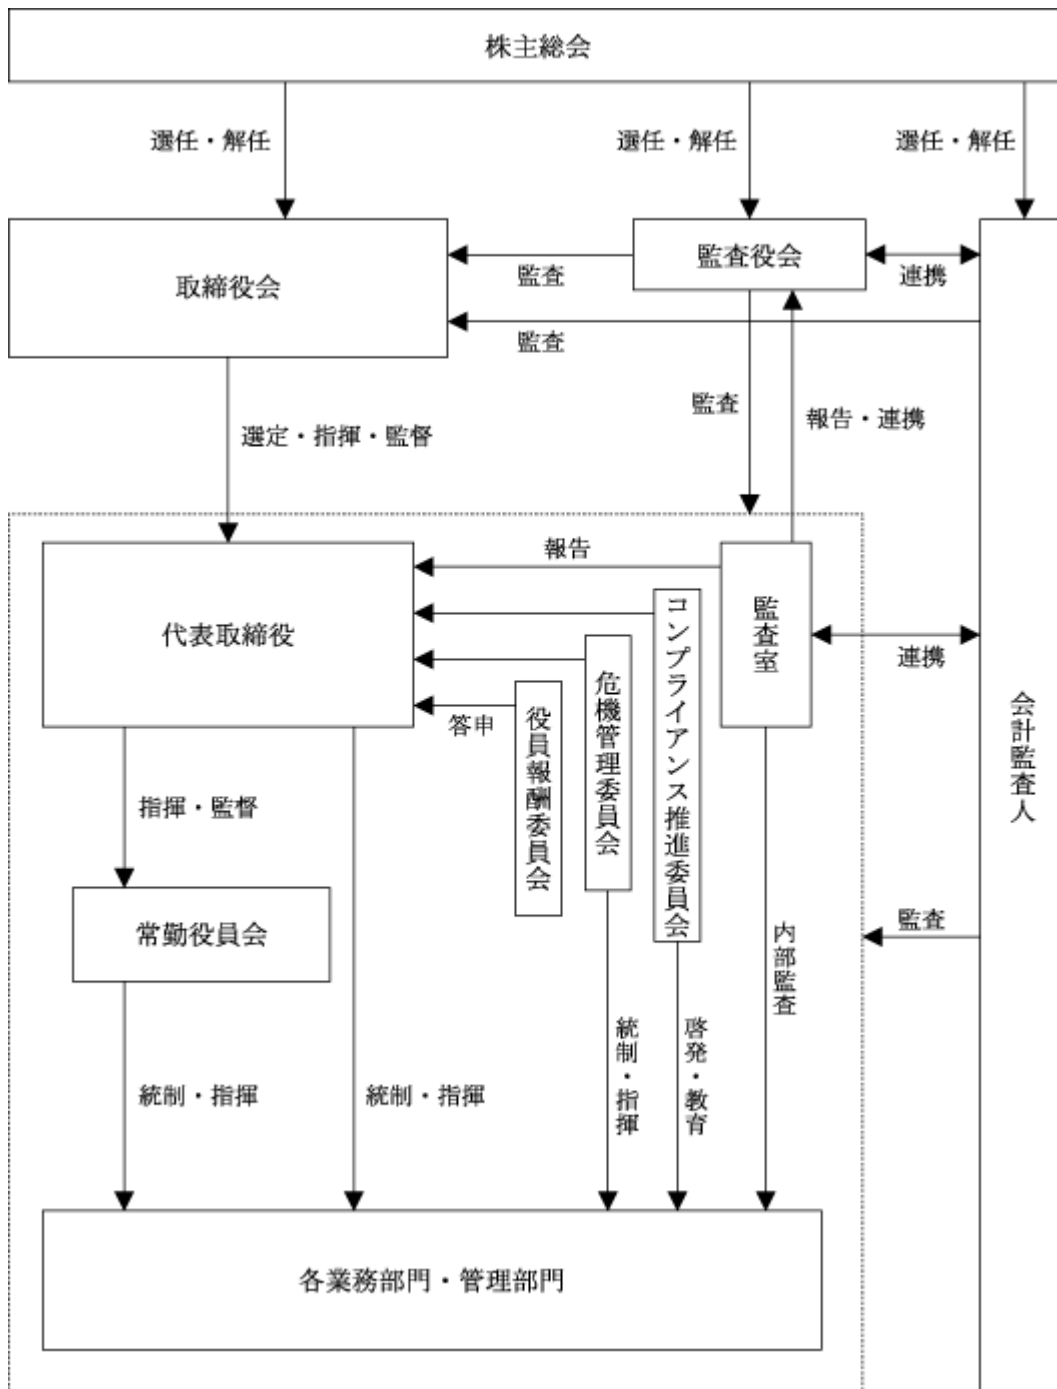 株主総会
選任・解任
選任・解任
選任・解任
取締役会
監査役会
監査
連携
監査
選定・指揮・監督
監査
報告・連携
代表取締役
報告
答申
役員報酬委員会
危機管理委員会
コンプライアンス推進委員会
監査室
連携
会計監査人
指揮・監督
常勤役員会
監査
内部監査
統制・指揮
統制・指揮
統制・指揮
啓発・教育
各業務部門・管理部門